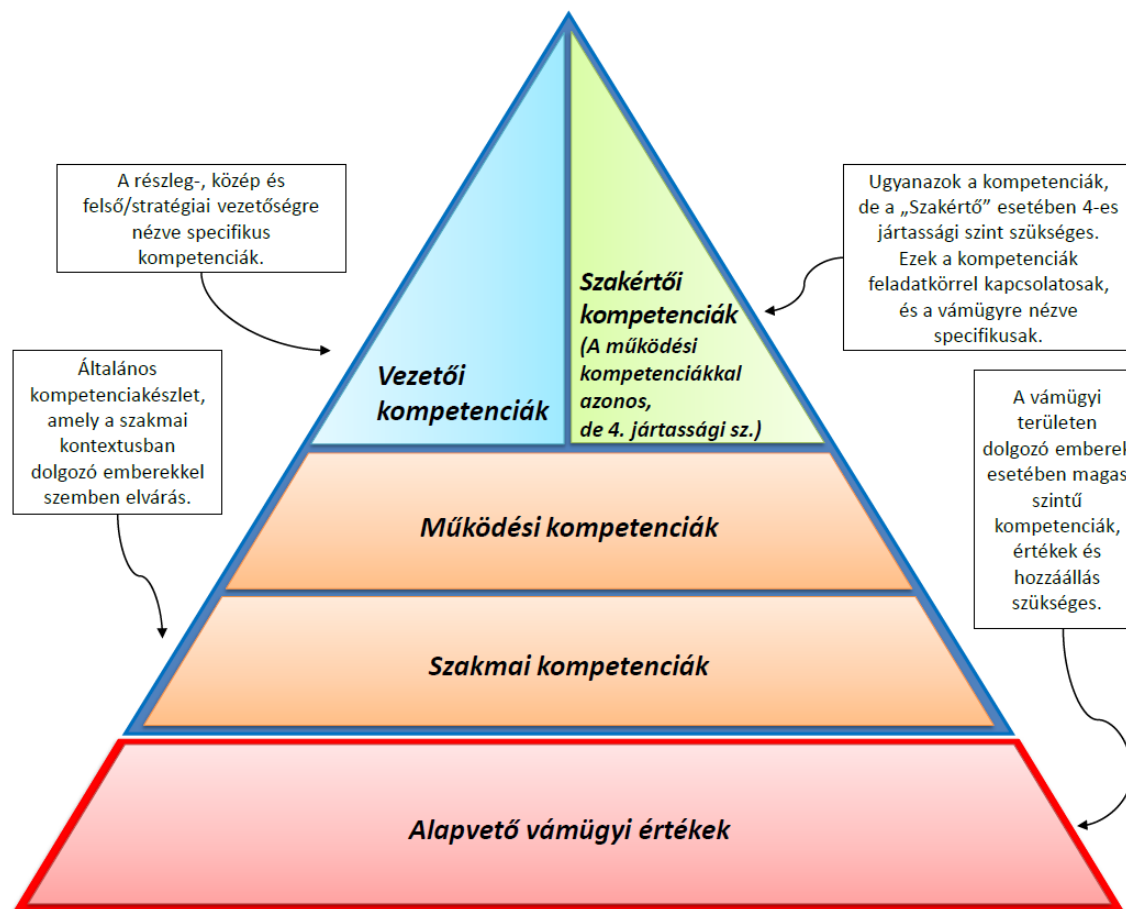 A részleg-, közép és
felső/stratégiai vezetőségre
nézve specifikus
kompetenciák.
Ugyanazok a kompetenciák,
de a „Szakértő” esetében 4-es
jártassági szint szükséges.
Ezek a kompetenciák
feladatkörrel kapcsolatosak,
és a vámügyre nézve
specifikusak.
Általános
kompetenciakészlet,
amely a szakmai
kontextusban
dolgozó emberekkel
szemben elvárás.
Vezetői
kompetenciák
Szakértői
kompetenciák
(A működési
kompetenciákkal
azonos,
de 4. jártassági sz.)
A vámügyi
területen
dolgozó emberek
esetében magas
szintű
kompetenciák,
értékek és
hozzáállás
szükséges.
Működési kompetenciák
Szakmai kompetenciák
Alapvető vámügyi értékek